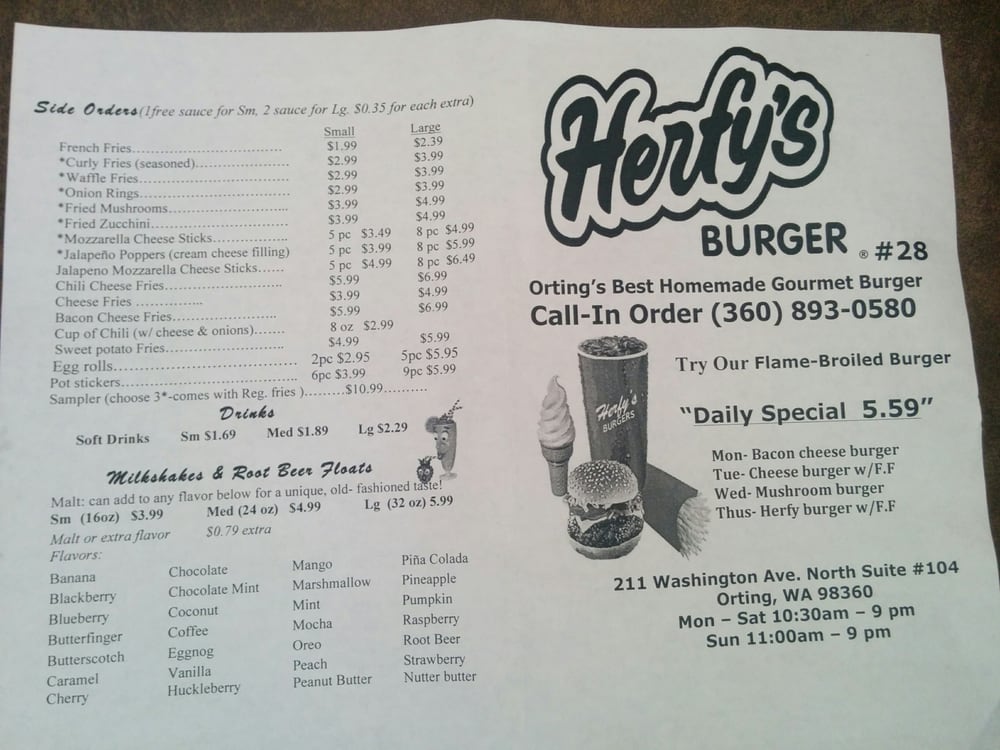 Side Orders (1free sauce for Sm, 2 sauce for Lg. $0.35 for each extra)
Small Large
French Fries................................ $1.99 $2.39
*Curly Fries (seasoned)...................... $2.99 $3.99
*Waffle Fries................................ $2.99 $3.99
*Onion Rings................................. $2.99 $3.99
*Fried Mushrooms............................. $3.99 $4.99
*Fried Zucchini.............................. $3.99 $4.99
*Mozzarella Cheese Sticks.................. 5 pc $3.49 8 pc $4.99
*Jalapeño Poppers (cream cheese filling) 5 pc $3.99 8 pc $5.99
Jalapeno Mozzarella Cheese Sticks...... 5 pc $4.99 8 pc $6.49
Chili Cheese Fries........................... $5.99 $6.99
Cheese Fries ............... $3.99 $4.99
Bacon Cheese Fries......................... $5.99 $6.99
Cup of Chili (w/ cheese & onions)....... 8 oz $2.99
Sweet potato Fries........................... $4.99 $5.99
Egg rolls.................................... 2pc $2.95 5pc $5.95
Pot stickers................................. 6pc $3.99 9pc $5.99
Sampler (choose 3*-comes with Reg. fries ).........$10.99..........
Drinks
Soft Drinks Sm $1.69 Med $1.89 Lg $2.29
Milkshakes & Root Beer Floats
Malt: can add to any flavor below for a unique, old- fashioned taste!
Sm (16oz) $3.99 Med (24 oz) $4.99 Lg (32 oz) 5.99
Malt or extra flavor $0.79 extra
Flavors:
Banana
Blackberry
Blueberry
Butterfinger
Butterscotch
Caramel
Cherry
Chocolate
Chocolate Mint
Coconut
Coffee
Eggnog
Vanilla
Huckleberry
Mango
Marshmallow
Mint
Mocha
Oreo
Peach
Peanut Butter
Piña Colada
Pineapple
Pumpkin
Raspberry
Root Beer
Strawberry
Nutter butter
Herfy's
BURGER ® #28
Orting's Best Homemade Gourmet Burger
Call-In Order (360) 893-0580
Try Our Flame-Broiled Burger
Herfy's
BURGERS
"Daily Special 5.59"
Mon- Bacon cheese burger
Tue- Cheese burger w/F.F
Wed- Mushroom burger
Thus- Herfy burger w/F.F
211 Washington Ave. North Suite #104
Orting, WA 98360
Mon – Sat 10:30am – 9 pm
Sun 11:00am – 9 pm